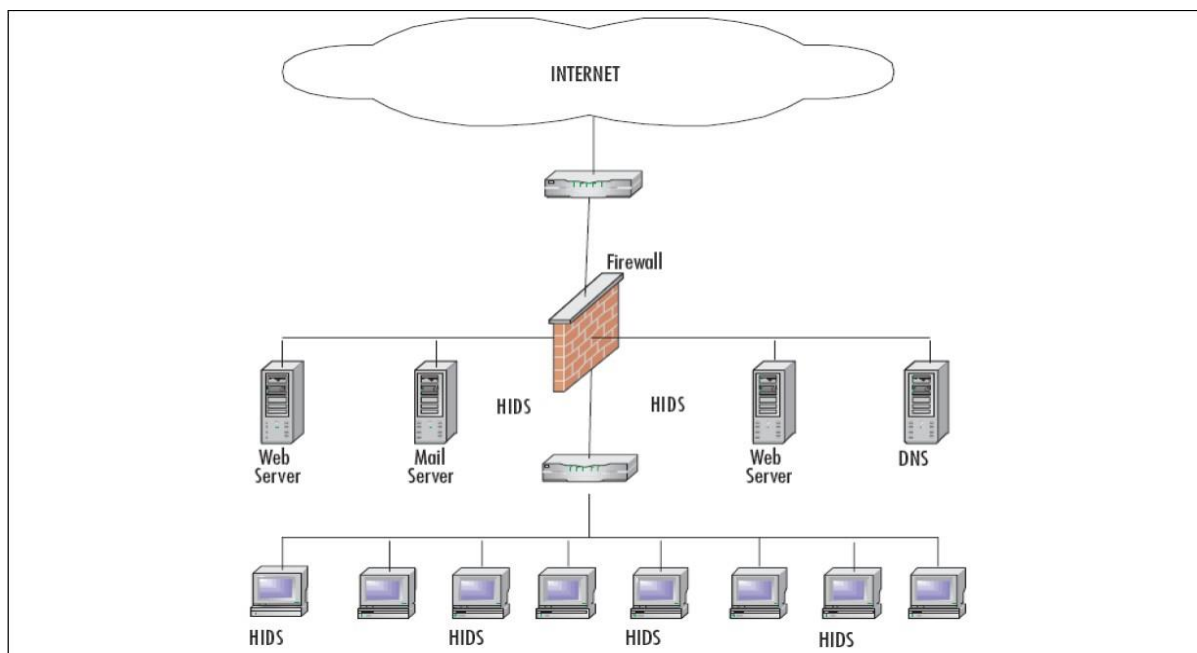 INTERNET
Firewall
HIDS
HIDS
Web
Server
Mail
Server
Web
Server
DNS
HIDS
HIDS
HIDS
HIDS